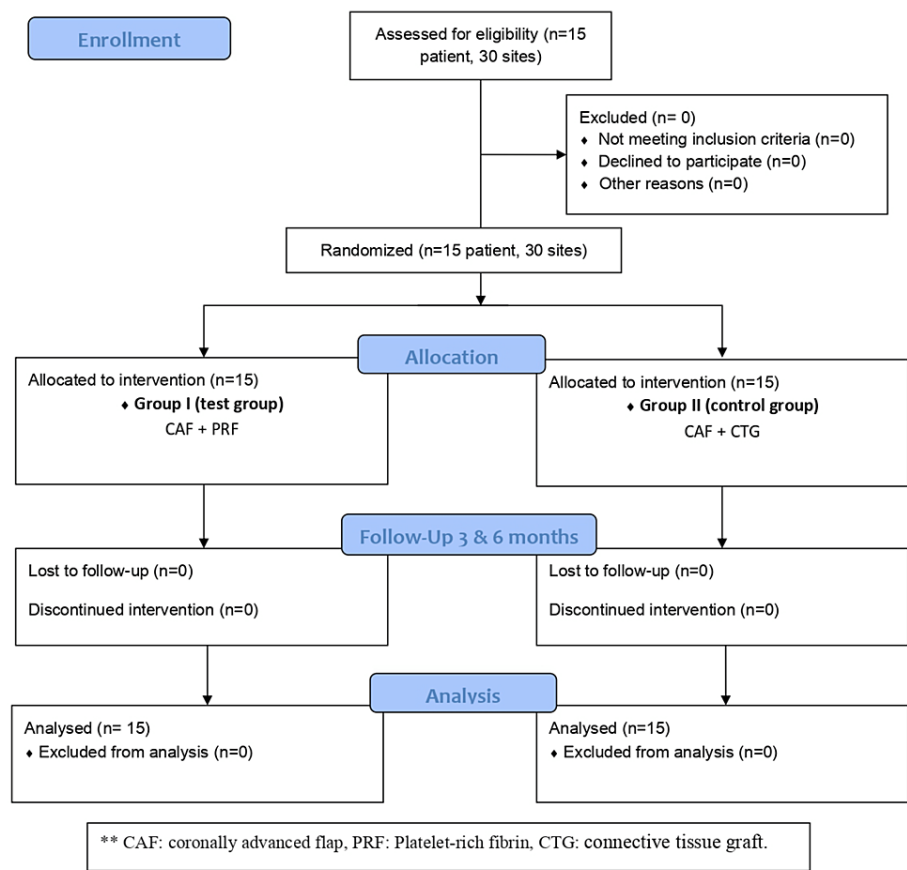 Enrollment
Assessed for eligibility (n=15
patient, 30 sites)
Excluded (n= 0)
♦ Not meeting inclusion criteria (n=0)
♦ Declined to participate (n=0)
♦ Other reasons (n=0)
Randomized (n=15 patient, 30 sites)
Allocation
Allocated to intervention (n=15)
♦ Group I (test group)
CAF + PRF
Allocated to intervention (n=15)
♦ Group II (control group)
CAF + CTG
Follow-Up 3 & 6 months
Lost to follow-up (n=0)
Discontinued intervention (n=0)
Lost to follow-up (n=0)
Discontinued intervention (n=0)
Analysis
Analysed (n= 15)
♦ Excluded from analysis (n=0)
Analysed (n=15)
♦ Excluded from analysis (n=0)
** CAF: coronally advanced flap, PRF: Platelet-rich fibrin, CTG: connective tissue graft.